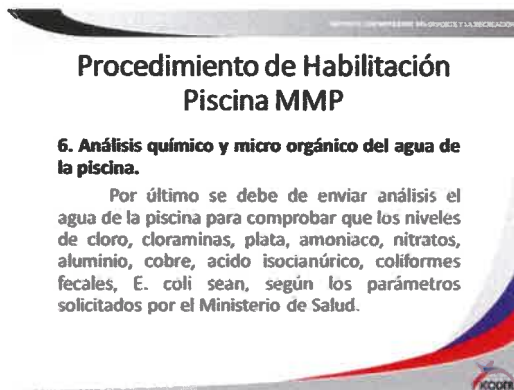 Procedimiento de Habilitación
Piscina MMP
6. Análisis químico y micro orgánico del agua de
la piscina.
Por último se debe de enviar análisis el
agua de la piscina para comprobar que los niveles
de cloro, cloraminas, plata, amoniaco, nitratos,
aluminio, cobre, acido isocianúrico, coliformes
fecales, E. coli sean, según los parámetros
solicitados por el Ministerio de Salud.